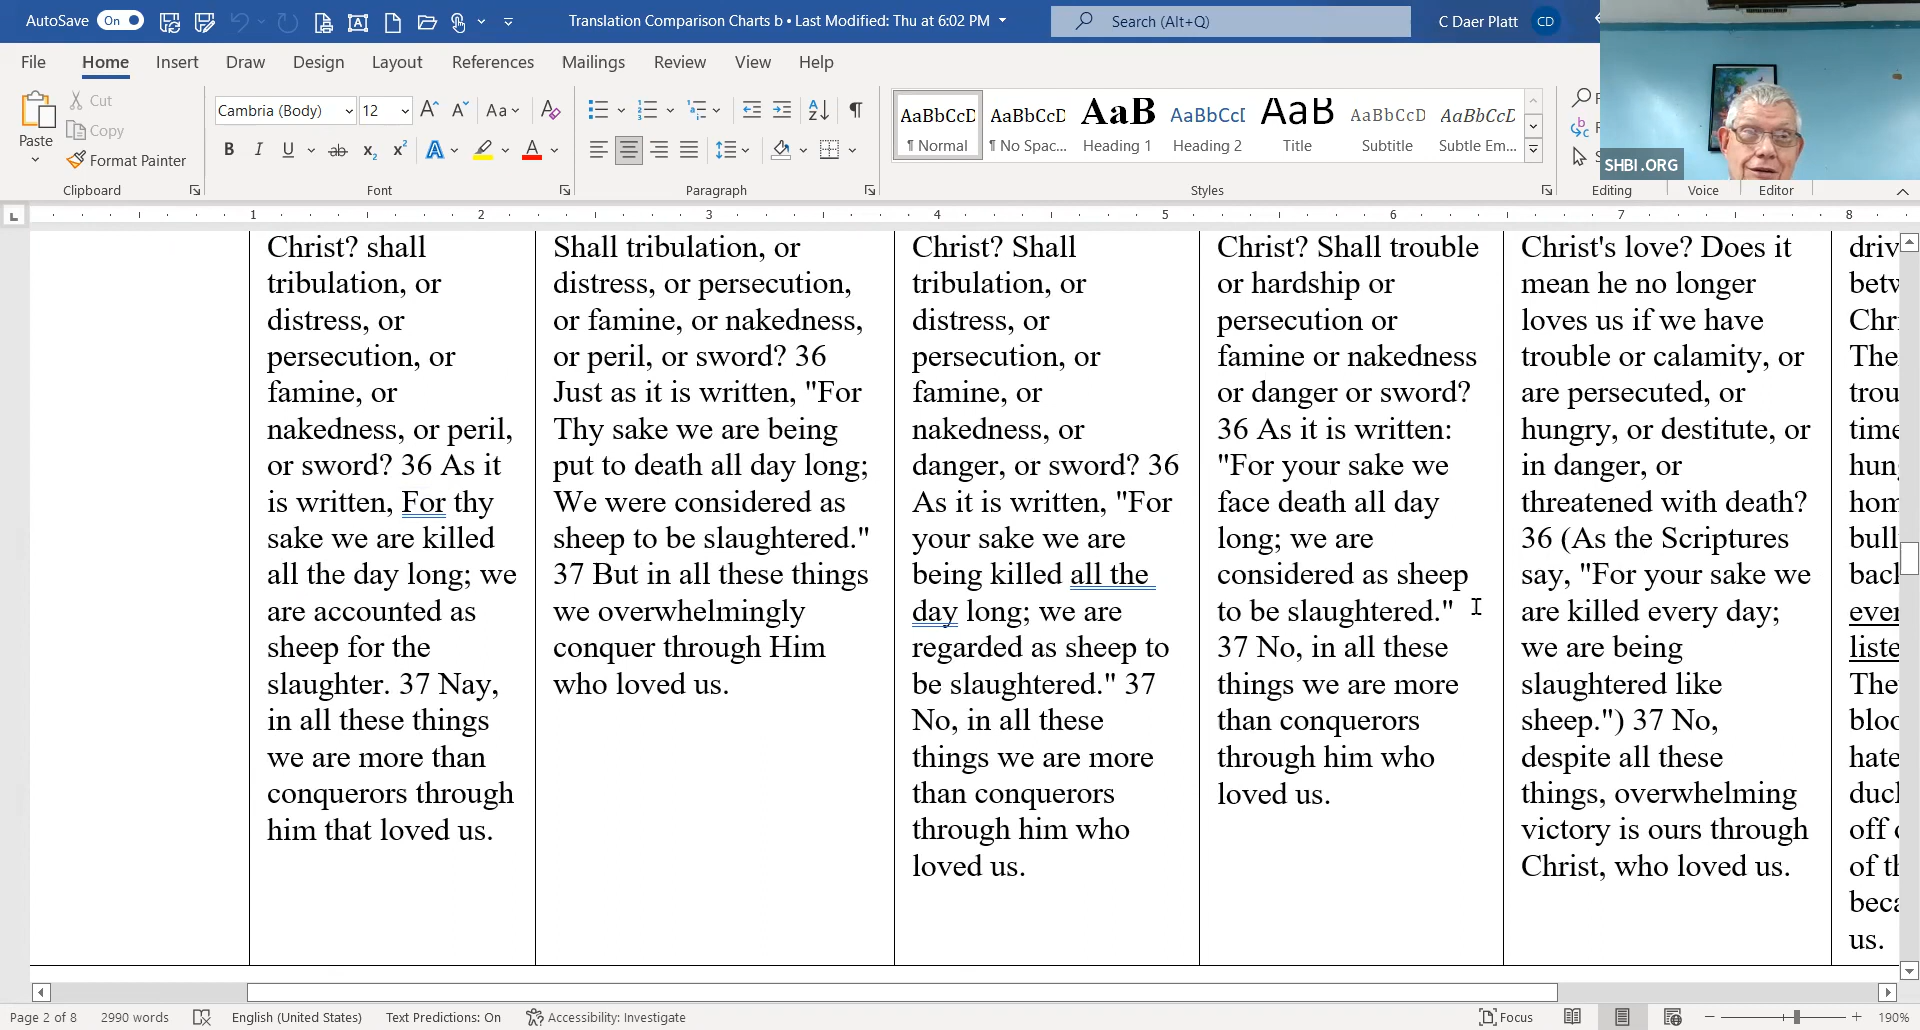 AutoSave On
Translation Comparison Charts b • Last Modified: Thu at 6:02 PM
Search (Alt+Q)
C Daer Platt CD
File Home Insert Draw Design Layout References Mailings Review View Help
Paste
Cut
Copy
Format Painter
Clipboard
Cambria (Body) 12
Font
Paragraph
AaBbCcD
¶ Normal
AaBbCcD
¶ No Spac...
AaB
Heading 1
AaBbCcI
Heading 2
AaB
Title
AaBbCcD
Subtitle
AaBbCcL
Subtle Em...
Styles
Editing
Voice
Editor
SHBI.ORG
1 2 3 4 5 6 7 8
Christ? shall
tribulation, or
distress, or
persecution, or
famine, or
nakedness, or peril,
or sword? 36 As it
is written, For thy
sake we are killed
all the day long; we
are accounted as
sheep for the
slaughter. 37 Nay,
in all these things
we are more than
conquerors through
him that loved us.
Shall tribulation, or
distress, or persecution,
or famine, or nakedness,
or peril, or sword? 36
Just as it is written, "For
Thy sake we are being
put to death all day long;
We were considered as
sheep to be slaughtered."
37 But in all these things
we overwhelmingly
conquer through Him
who loved us.
Christ? Shall
tribulation, or
distress, or
persecution, or
famine, or
nakedness, or
danger, or sword? 36
As it is written, "For
your sake we are
being killed all the
day long; we are
regarded as sheep to
be slaughtered." 37
No, in all these
things we are more
than conquerors
through him who
loved us.
Christ? Shall trouble
or hardship or
persecution or
famine or nakedness
or danger or sword?
36 As it is written:
"For your sake we
face death all day
long; we are
considered as sheep
to be slaughtered."
37 No, in all these
things we are more
than conquerors
through him who
loved us.
Christ's love? Does it
mean he no longer
loves us if we have
trouble or calamity, or
are persecuted, or
hungry, or destitute, or
in danger, or
threatened with death?
36 (As the Scriptures
say, "For your sake we
are killed every day;
we are being
slaughtered like
sheep.") 37 No,
despite all these
things, overwhelming
victory is ours through
Christ, who loved us.
us.
Page 2 of 8 2990 words English (United States) Text Predictions: On Accessibility: Investigate Focus 190%